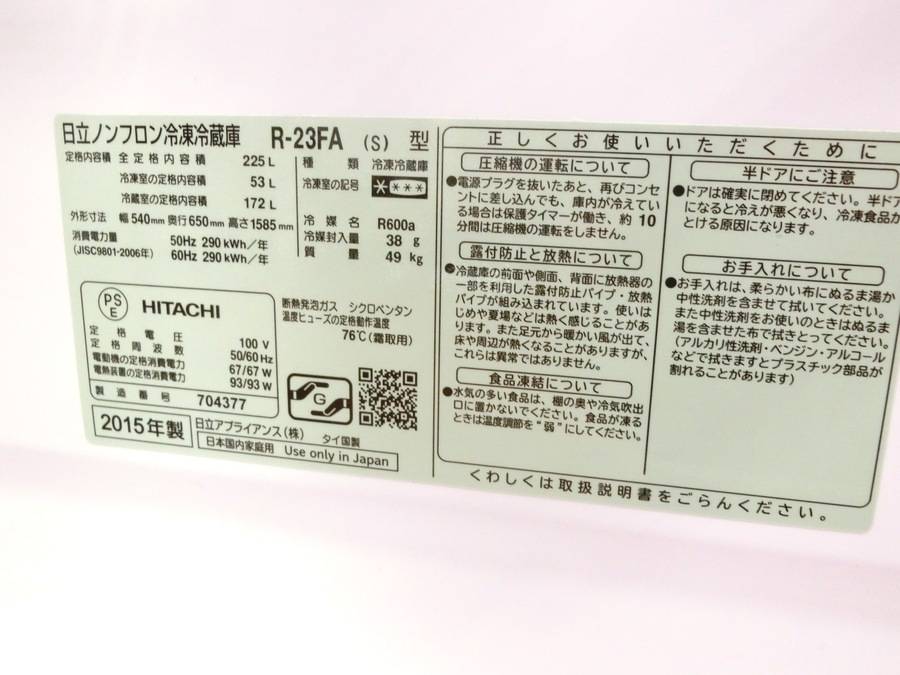 日立ノンフロン冷凍冷蔵庫 R-23FA (S) 型
定格内容積 全定格内容積 225 L
冷凍室の定格内容積 53 L
冷蔵室の定格内容積 172 L
外形寸法 幅540mm 奥行650mm 高さ1585mm
消費電力量 50Hz 290 kWh/年
(JISC9801-2006年) 60Hz 290 kWh/年
種類 冷凍冷蔵庫
冷凍室の記号 ****
冷媒名 R600a
冷媒封入量 38 g
質量 49 kg
PS
E
HITACHI
定格電圧 100 V
定格周波数 50/60Hz
電動機の定格消費電力 67/67 W
電熱装置の定格消費電力 93/93 W
製造番号 704377
断熱発泡ガス シクロペンタン
温度ヒューズの定格動作温度
76℃(霜取用)
G
2015年製
日立アプライアンス(株) タイ国製
日本国内家庭用 Use only in Japan
正しくお使いいただくために
圧縮機の運転について
●電源プラグを抜いたあと、再びコンセ
ントに差し込んでも、庫内が冷えてい
る場合は保護タイマーが働き、約10
分間は圧縮機の運転をしません。
露付防止と放熱について
●冷蔵庫の前面や側面、背面に放熱器の
一部を利用した露付防止パイプ・放熱
パイプが組み込まれています。使いは
じめや夏場などは熱く感じることがあ
ります。また足元から暖かい風が出て、
床や周辺が熱くなることがありますが、
これらは異常ではありません。
食品凍結について
●水気の多い食品は、棚の奥や冷気吹出
口に置かないでください。食品が凍る
ときは温度調節を"弱"にしてください。
半ドアにご注意
●ドアは確実に閉めてください。半ドア
になると冷えが悪くなり、冷凍食品が
とける原因になります。
お手入れについて
●お手入れは、柔らかい布にぬるま湯か
中性洗剤を含ませて拭いてください。
また中性洗剤をお使いのときはぬるま
湯を含ませた布で拭きとってください。
(アルカリ性洗剤・ベンジン・アルコール
などで拭きますとプラスチック部品が
割れることがあります)
くわしくは取扱説明書をごらんください。